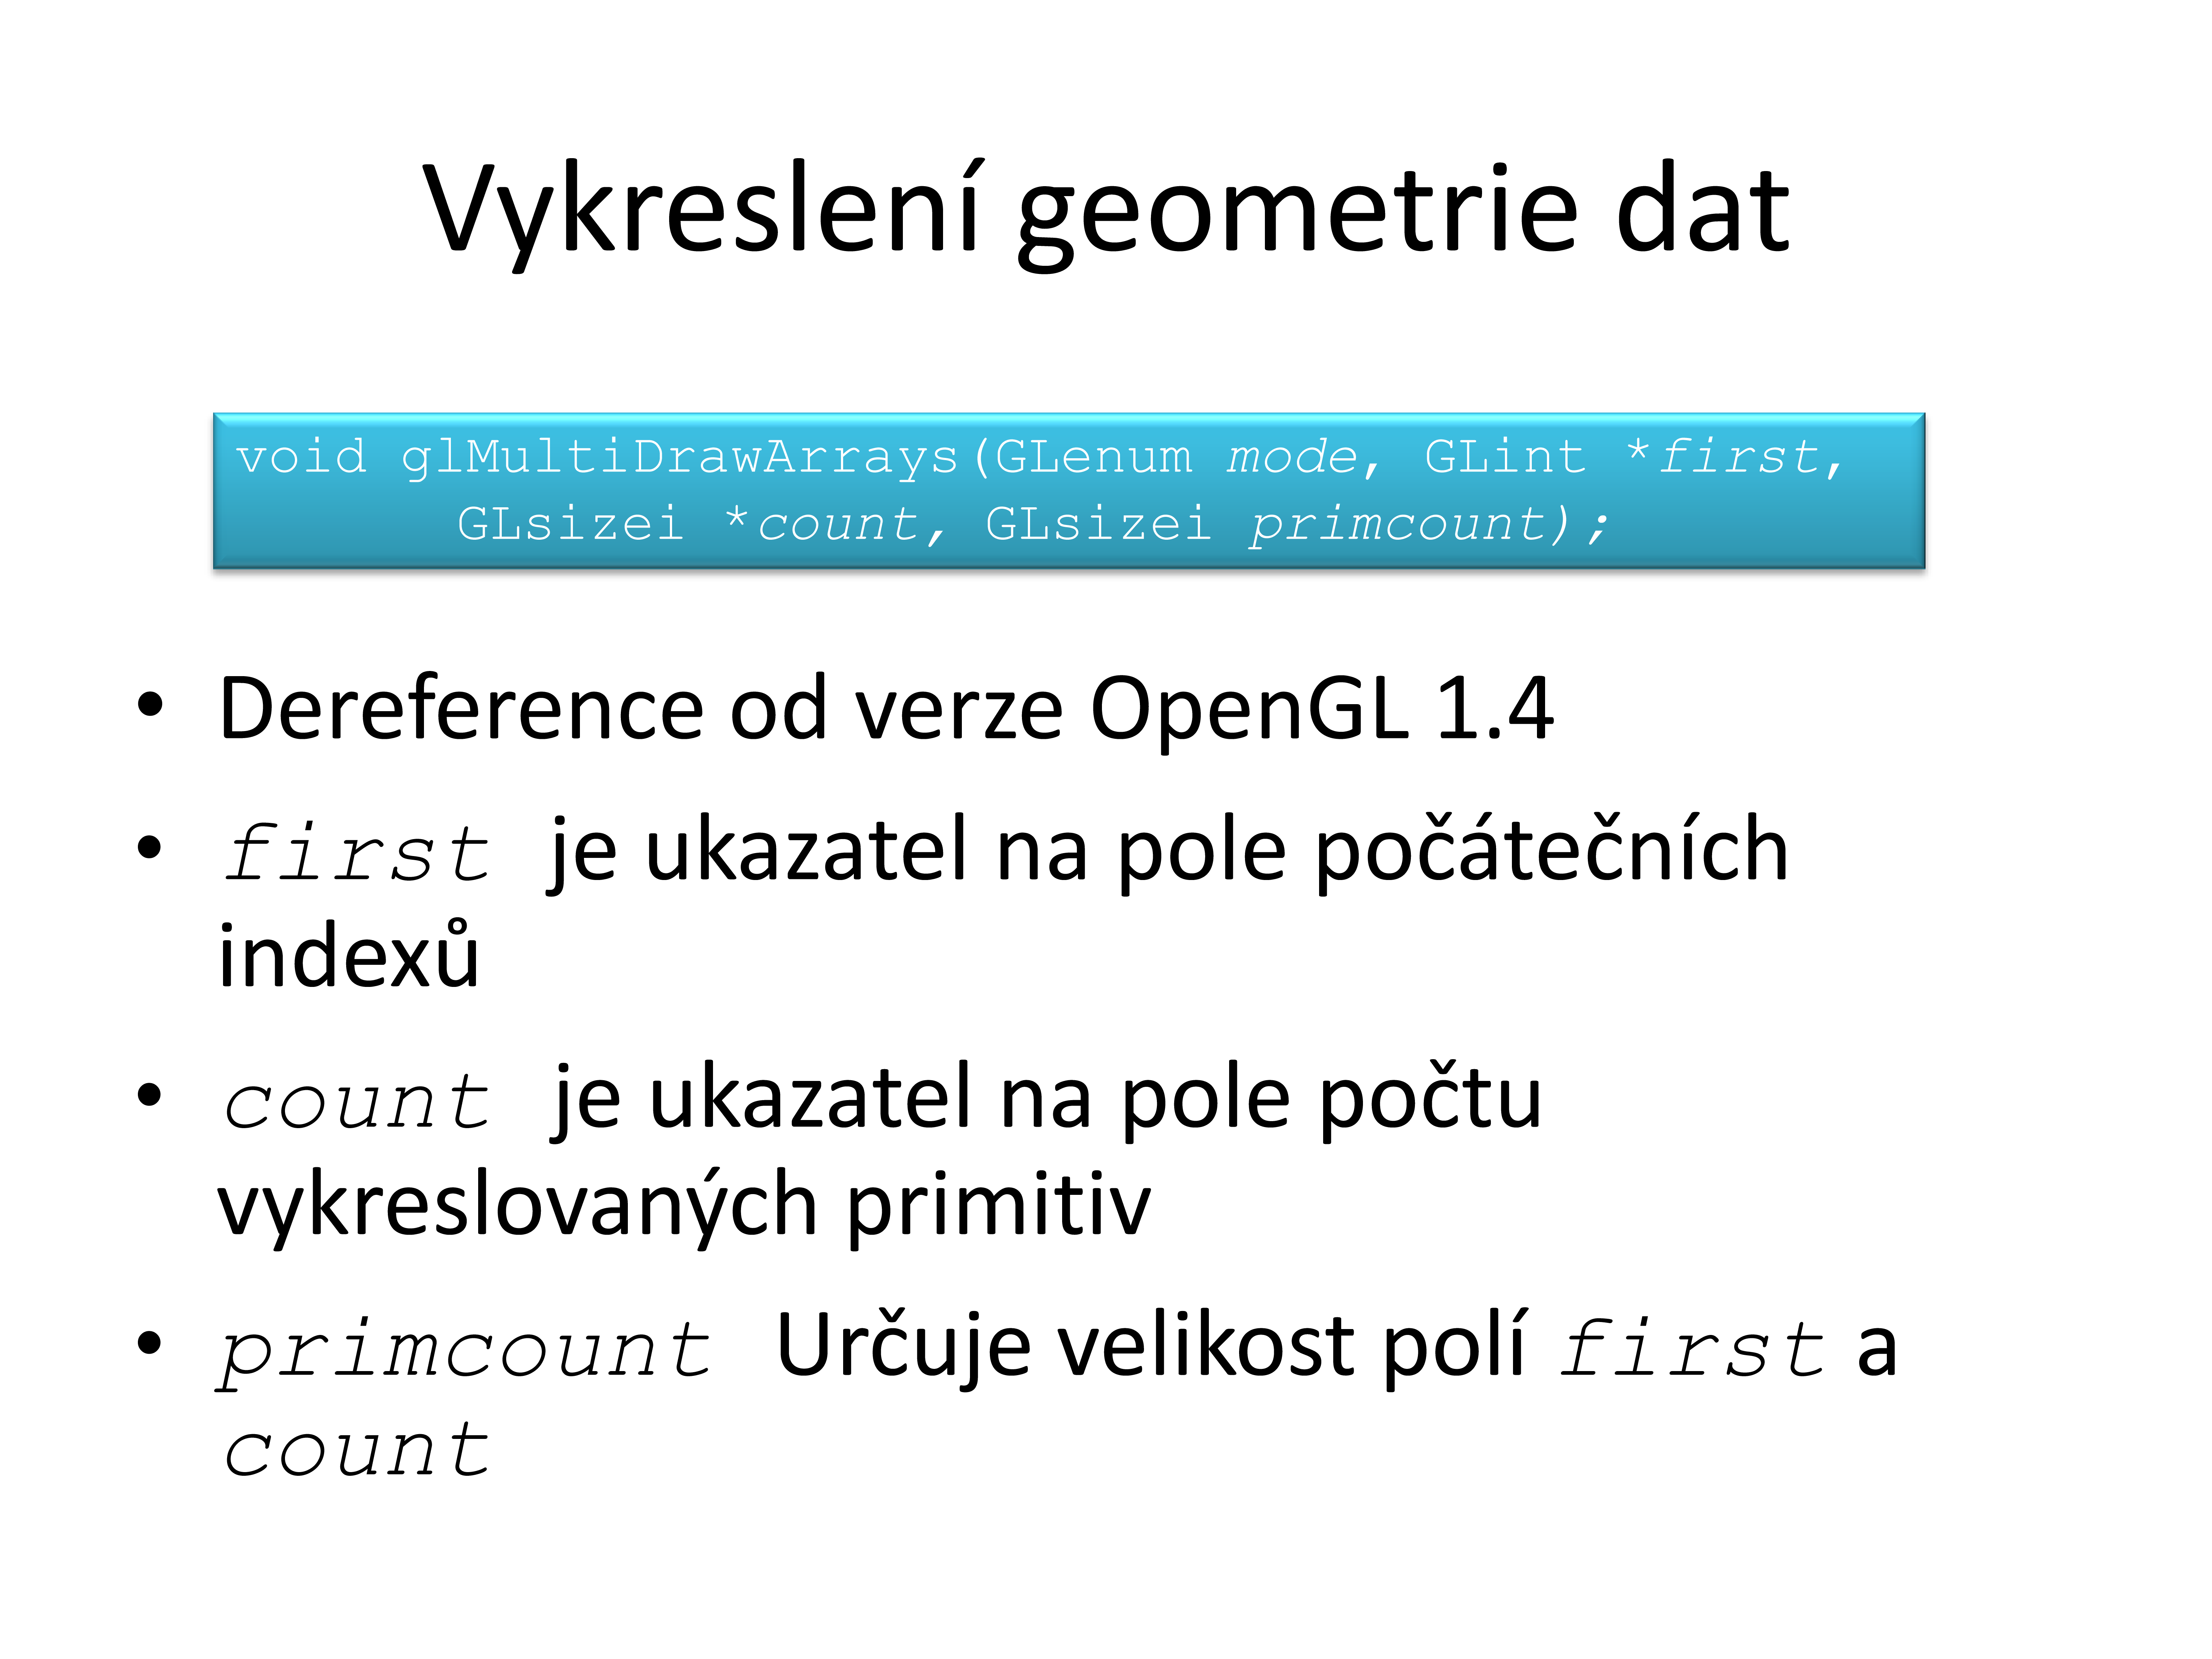 Vykreslení geometrie dat
void glMultiDrawArrays(GLenum mode, GLint *first,
GLsizei *count, GLsizei primcount);
• Dereference od verze OpenGL 1.4
• first je ukazatel na pole počátečních
indexů
• count je ukazatel na pole počtu
vykreslovaných primitiv
• primcount Určuje velikost polí first a
count